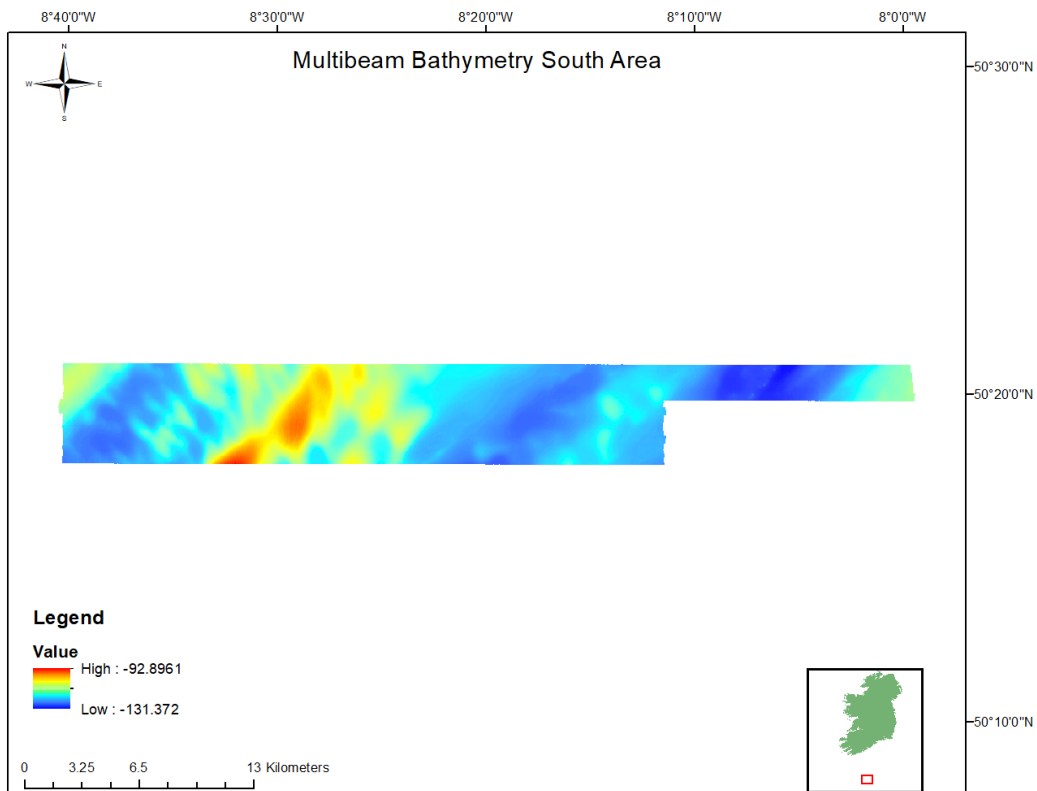 8°40'0"W 8°30'0"W 8°20'0"W 8°10'0"W 8°0'0"W
N
W E
S
Multibeam Bathymetry South Area
50°30'0"N
50°20'0"N
Legend
Value
High : -92.8961
Low : -131.372
50°10'0"N
0 3.25 6.5 13 Kilometers